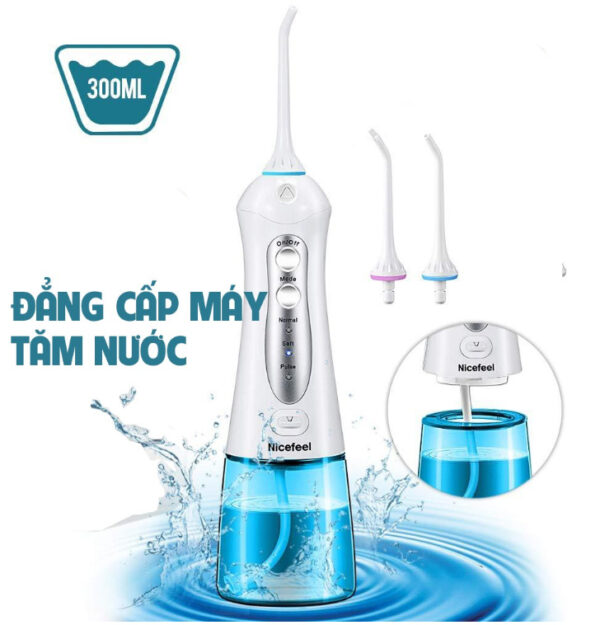 300ML
On/Off
Mode
ĐẲNG CẤP MÁY
TĂM NƯỚC
Normal
Soft
Pulse
Nicefeel
Nicefeel